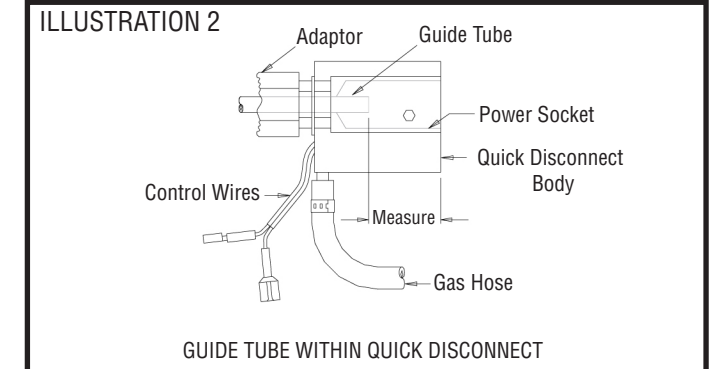 ILLUSTRATION 2
Adaptor
Guide Tube
Power Socket
Quick Disconnect
Body
Control Wires
Measure
Gas Hose
GUIDE TUBE WITHIN QUICK DISCONNECT